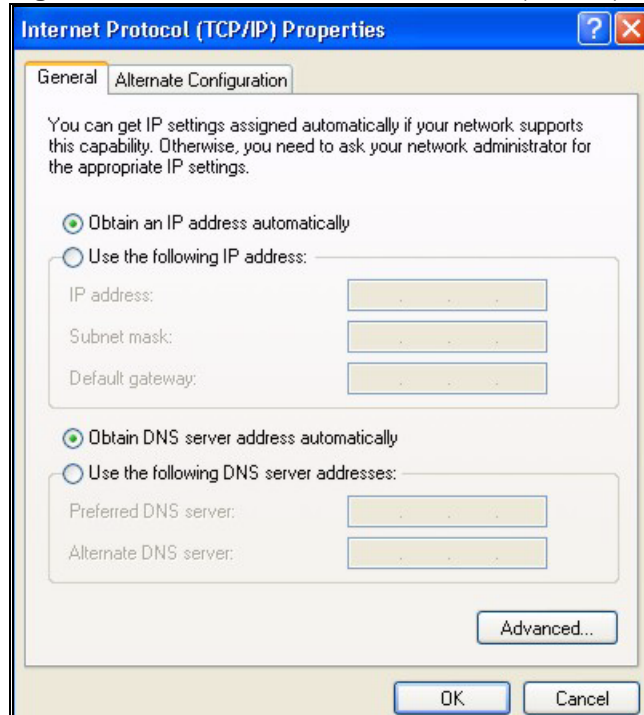 Internet Protocol (TCP/IP) Properties
General
Alternate Configuration
You can get IP settings assigned automatically if your network supports
this capability. Otherwise, you need to ask your network administrator for
the appropriate IP settings.
Obtain an IP address automatically
Use the following IP address:
IP address:
Subnet mask:
Default gateway:
Obtain DNS server address automatically
Use the following DNS server addresses:
Preferred DNS server:
Alternate DNS server:
Advanced...
OK
Cancel